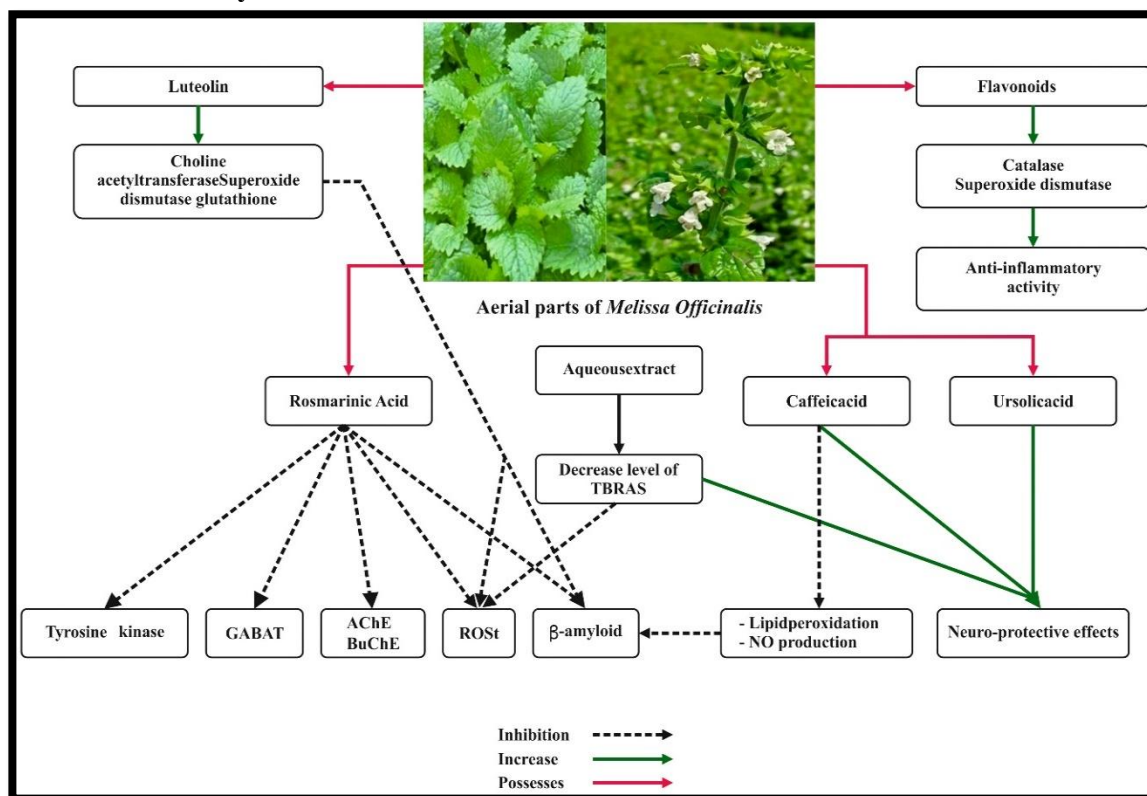 Luteolin
Flavonoids
Choline
acetyltransferaseSuperoxide
dismutase glutathione
Catalase
Superoxide dismutase
Anti-inflammatory
activity
Aerial parts of Melissa Officinalis
Rosmarinic Acid
Aqueousextract
Caffeicacid
Ursolicacid
Decrease level of
TBRAS
Tyrosine kinase
GABAT
AChE
BuChE
ROSt
β-amyloid
- Lipidperoxidation
- NO production
Neuro-protective effects
Inhibition
Increase
Possesses